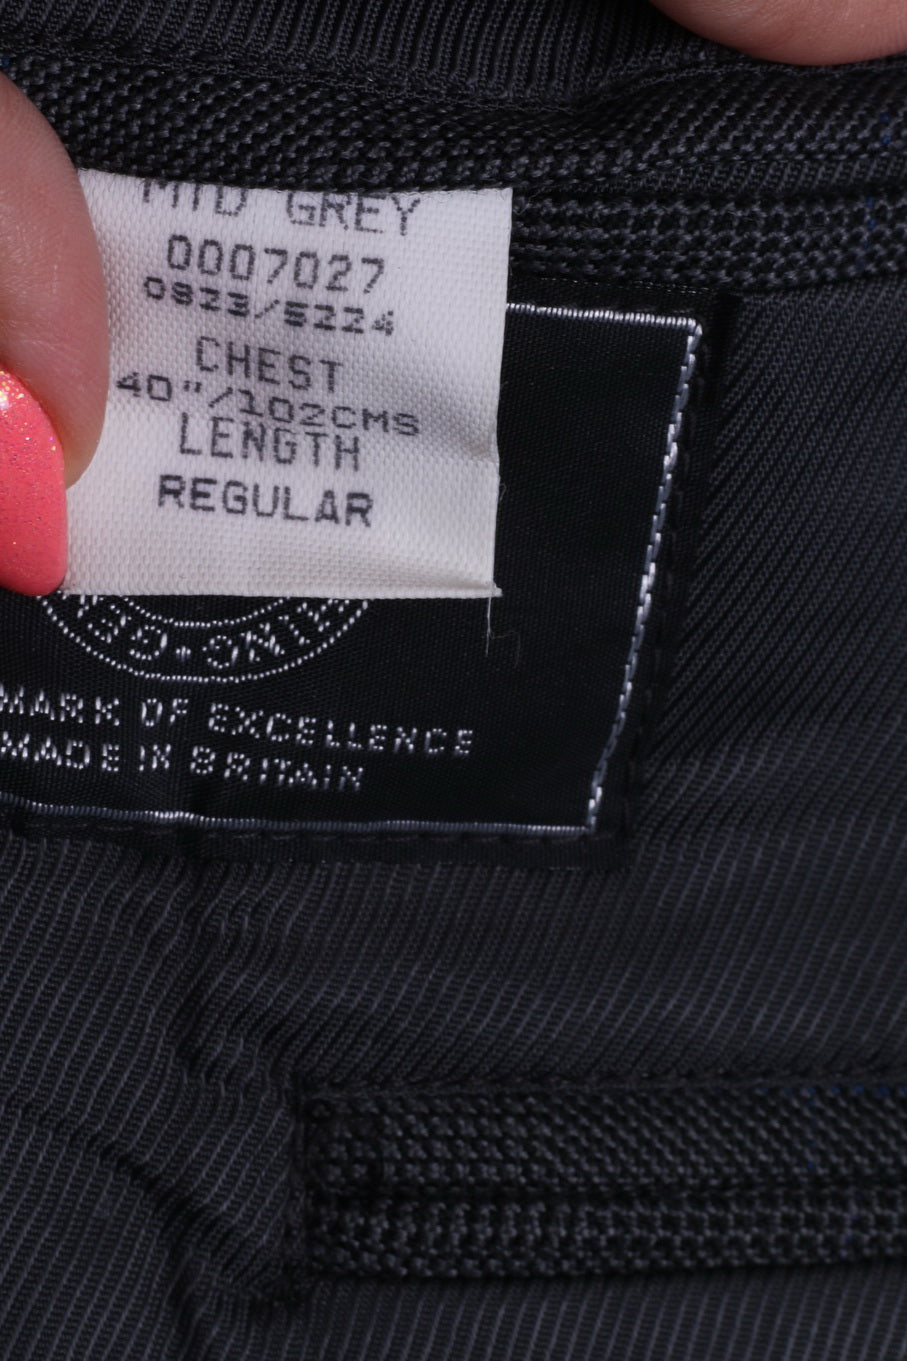 MID GREY
0007027
0823/5224
CHEST
40"/102CMS
LENGTH
REGULAR
MARK OF EXCELLENCE
MADE IN BRITAIN